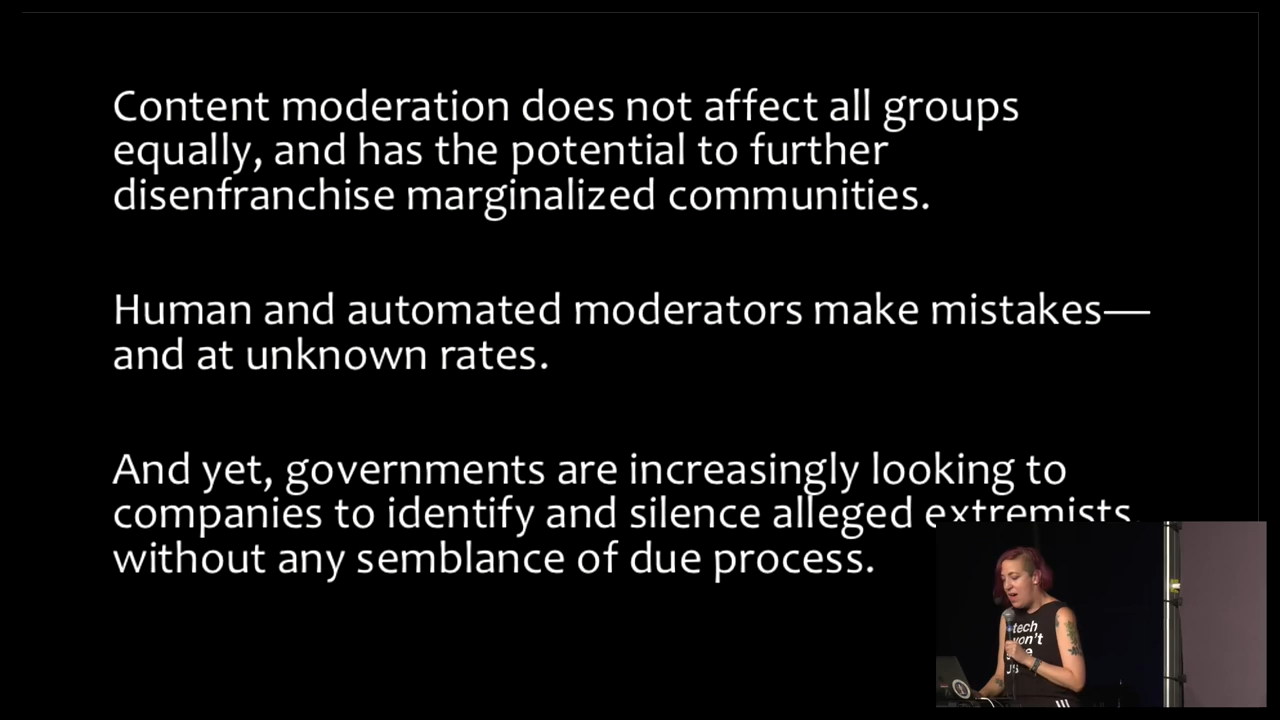 Content moderation does not affect all groups
equally, and has the potential to further
disenfranchise marginalized communities.
Human and automated moderators make mistakes—
and at unknown rates.
And yet, governments are increasingly looking to
companies to identify and silence alleged extremists
without any semblance of due process.
tech
won't
JS